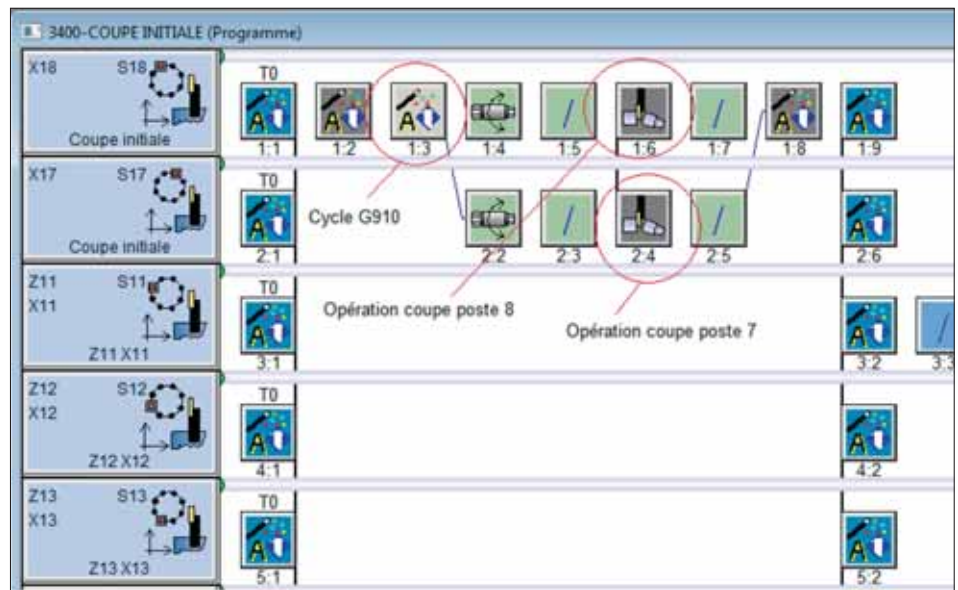 3400-COUPE INITIALE (Programme)
X18 S18
Coupe initiale
T0
1:1 1:2 1:3 1:4 1:5 1:6 1:7 1:8 1:9
X17 S17
Coupe initiale
T0
Cycle G910
2:1 2:2 2:3 2:4 2:5 2:6
Z11 S11
X11
Z11 X11
T0
Opération coupe poste 8
Opération coupe poste 7
3:1 3:2 3:3
Z12 S12
X12
Z12 X12
T0
4:1 4:2
Z13 S13
X13
Z13 X13
T0
5:1 5:2